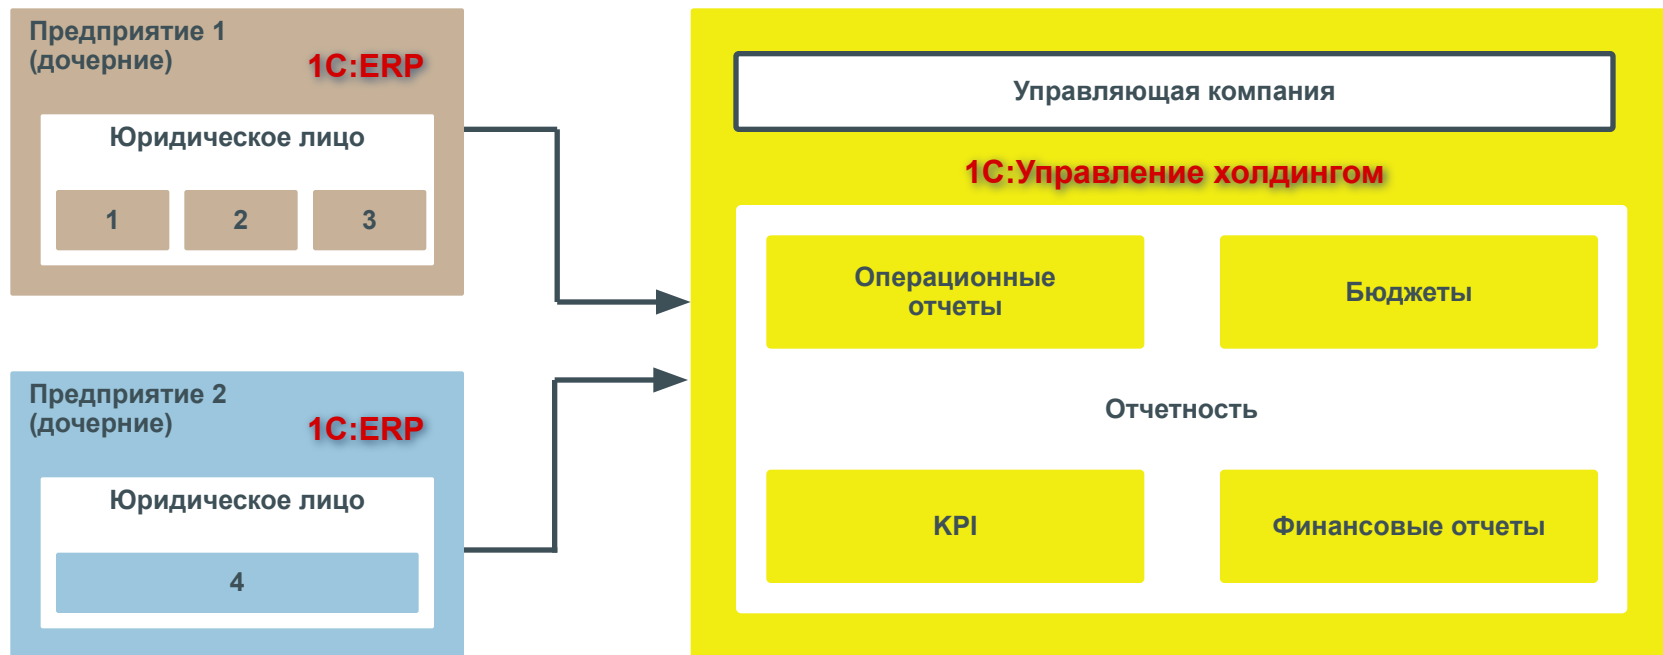 Предприятие 1
(дочерние)
1С:ERP
Юридическое лицо
1
2
3
Предприятие 2
(дочерние)
1С:ERP
Юридическое лицо
4
Управляющая компания
1С:Управление холдингом
Операционные
отчеты
Бюджеты
Отчетность
KPI
Финансовые отчеты